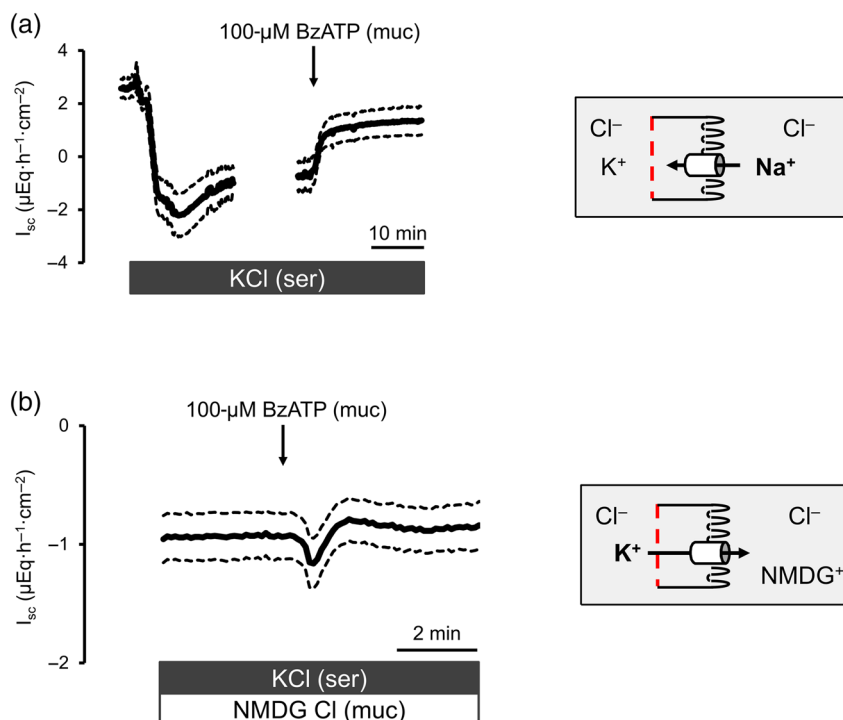 (a)
100-µM BzATP (muc)
4
2
0
−2
−4
Isc (µEq·h−1·cm−2)
10 min
KCl (ser)
Cl−
Cl−
K+
Na+
(b)
100-µM BzATP (muc)
0
−1
−2
Isc (µEq·h−1·cm−2)
2 min
KCl (ser)
NMDG Cl (muc)
Cl−
Cl−
K+
NMDG+